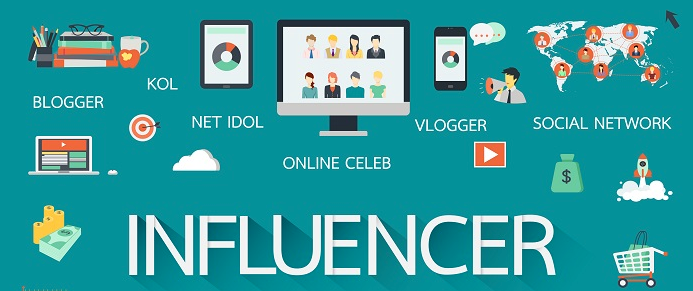 KOL
BLOGGER
NET IDOL
VLOGGER
SOCIAL NETWORK
ONLINE CELEB
$
INFLUENCER